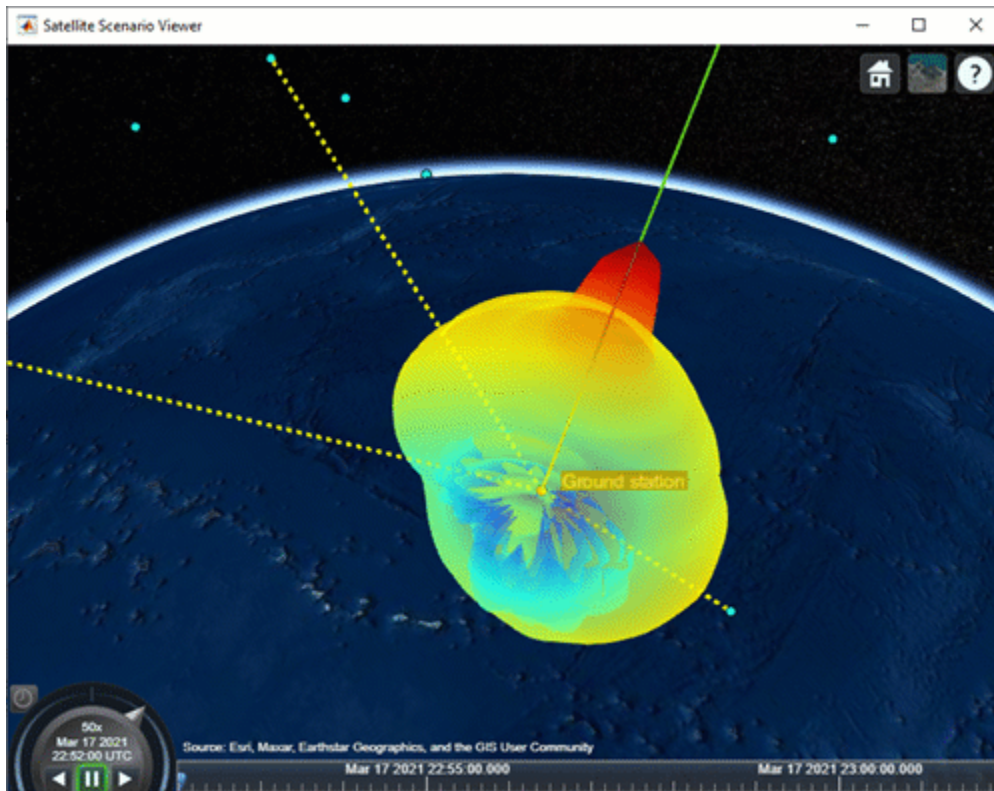 Satellite Scenario Viewer
?
Ground station
50x
Mar 17 2021
22:52:00 UTC
Source: Esri, Maxar, Earthstar Geographics, and the GIS User Community
Mar 17 2021 22:55:00.000
Mar 17 2021 23:00:00.000